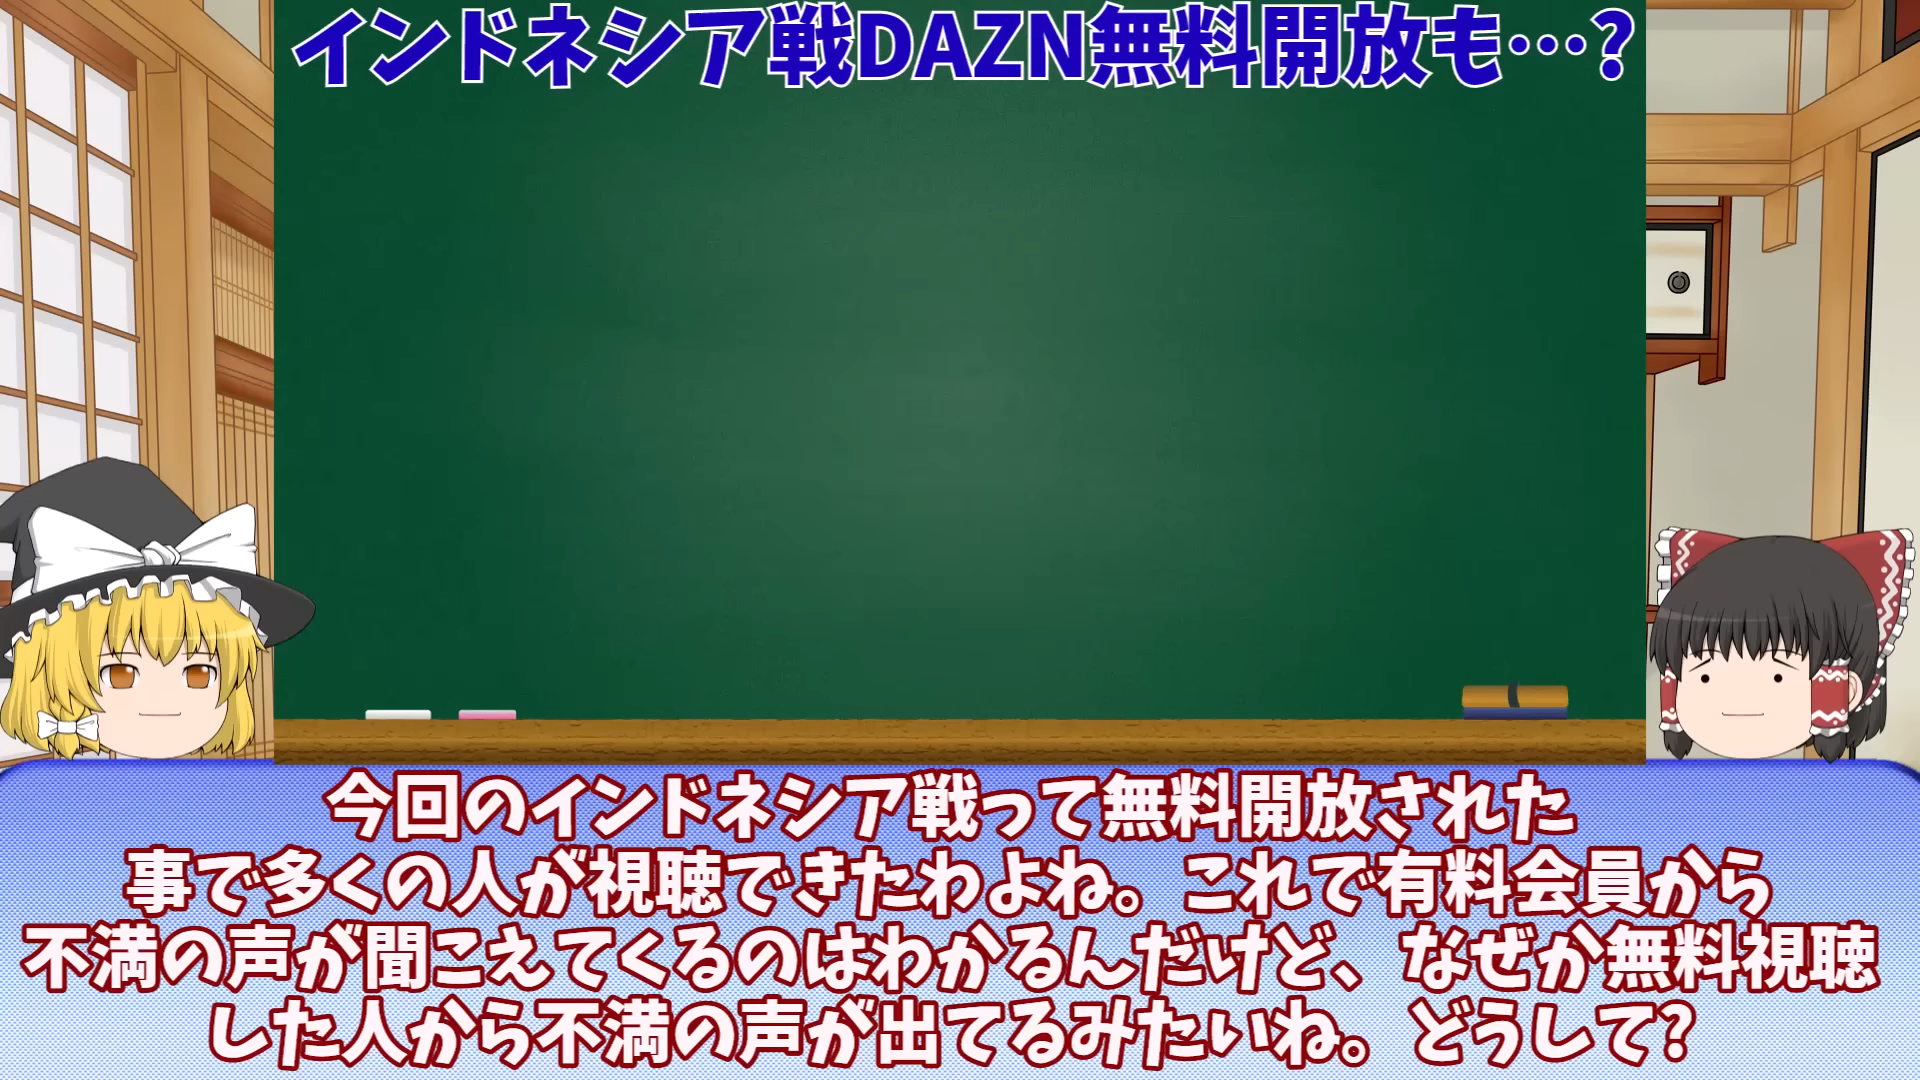 インドネシア戦DAZN無料開放も…?
今回のインドネシア戦って無料開放された
事で多くの人が視聴できたわよね。これで有料会員から
不満の声が聞こえてくるのはわかるんだけど、なぜか無料視聴
した人から不満の声が出てるみたいね。どうして?